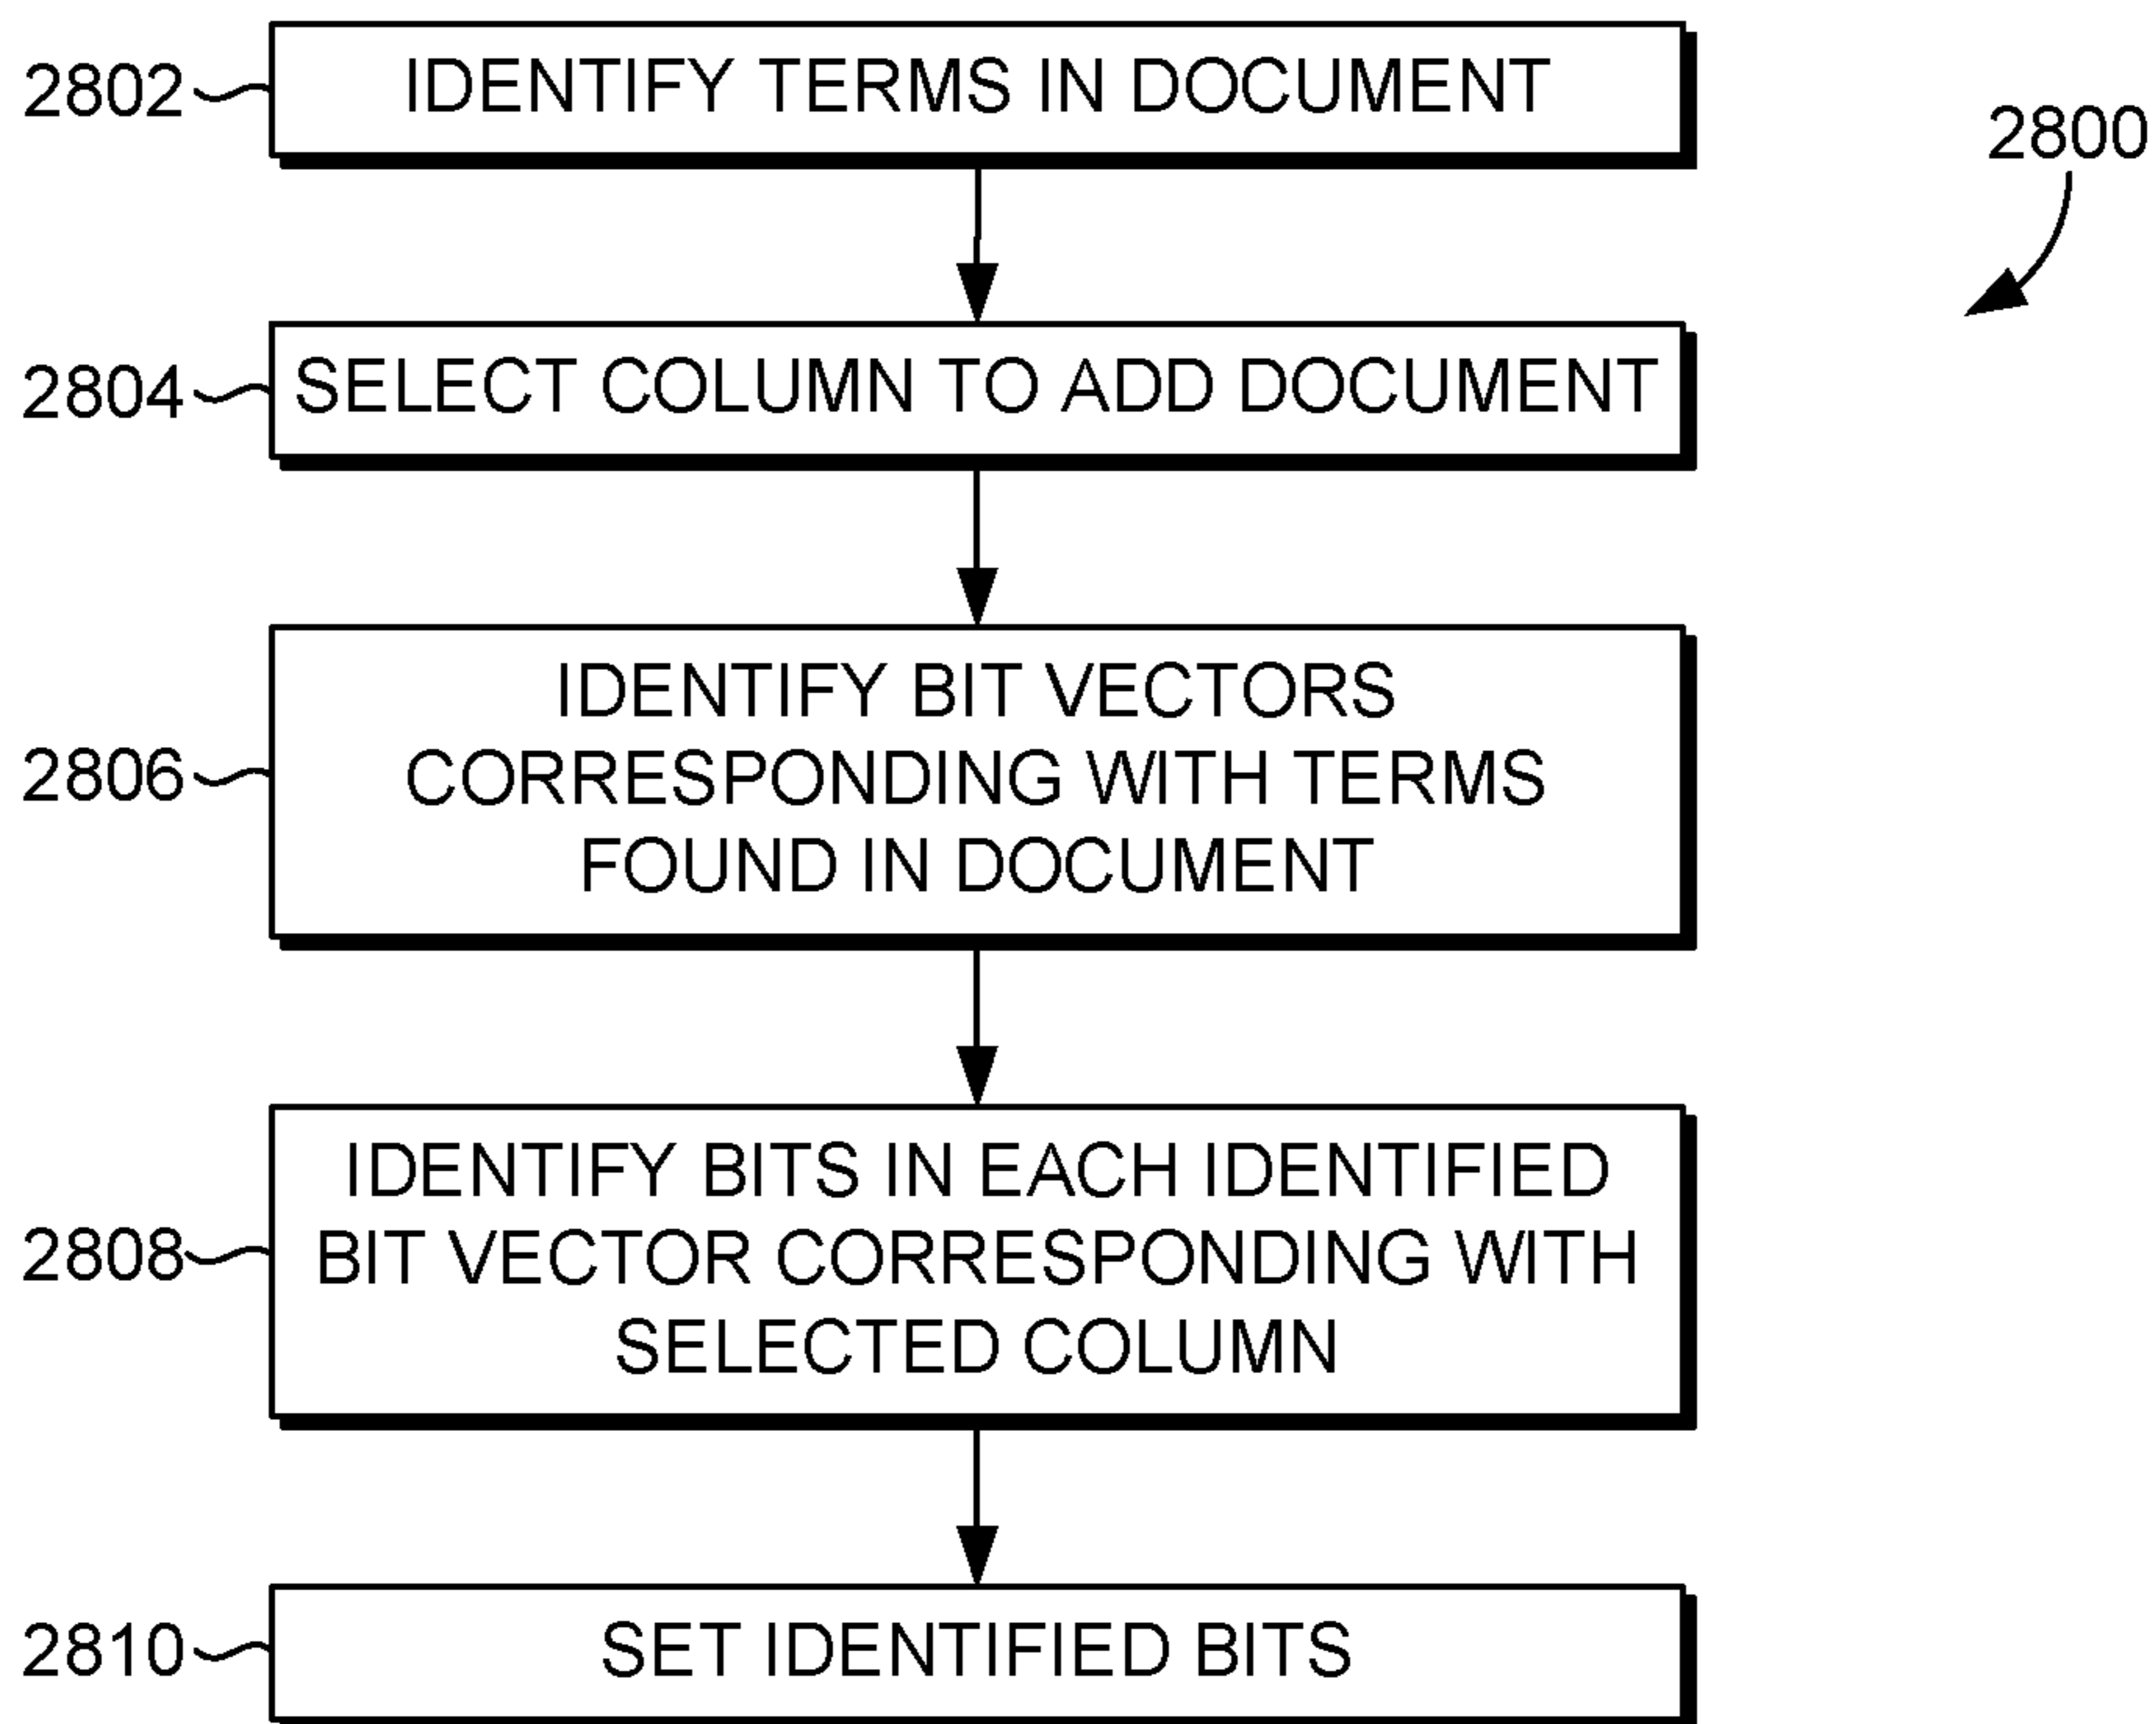 2802
IDENTIFY TERMS IN DOCUMENT
2800
2804
SELECT COLUMN TO ADD DOCUMENT
2806
IDENTIFY BIT VECTORS
CORRESPONDING WITH TERMS
FOUND IN DOCUMENT
2808
IDENTIFY BITS IN EACH IDENTIFIED
BIT VECTOR CORRESPONDING WITH
SELECTED COLUMN
2810
SET IDENTIFIED BITS